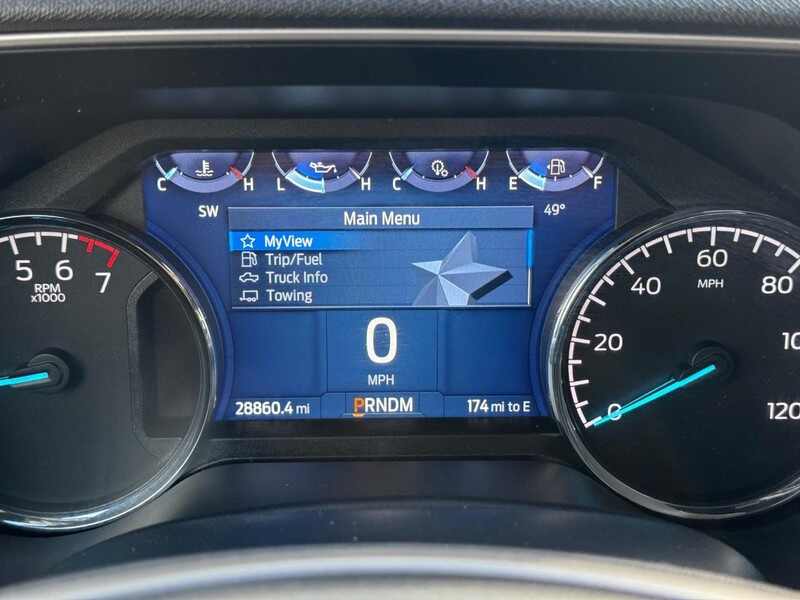 C H L H C H E F
SW 49°
Main Menu
MyView
Trip/Fuel
Truck Info
Towing
0
MPH
28860.4 mi PRNDM 174 mi to E
5 6 7
RPM
x1000
0 20 40 60 80 120
MPH